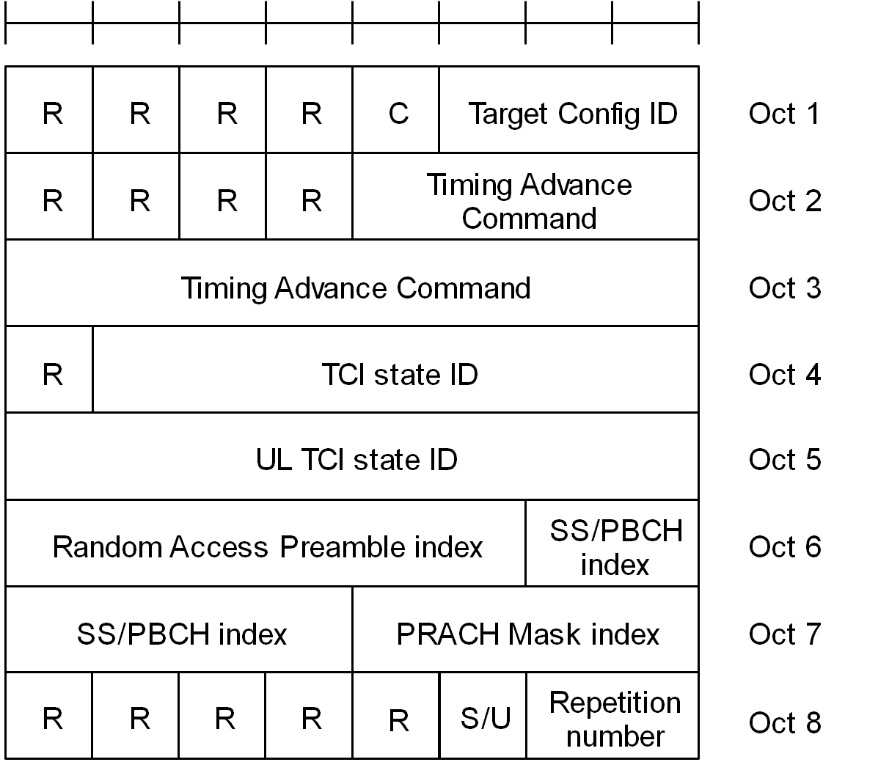 R R R R C Target Config ID Oct 1
R R R R Timing Advance Command Oct 2
Timing Advance Command Oct 3
R TCI state ID Oct 4
UL TCI state ID Oct 5
Random Access Preamble index SS/PBCH index Oct 6
SS/PBCH index PRACH Mask index Oct 7
R R R R R S/U Repetition number Oct 8